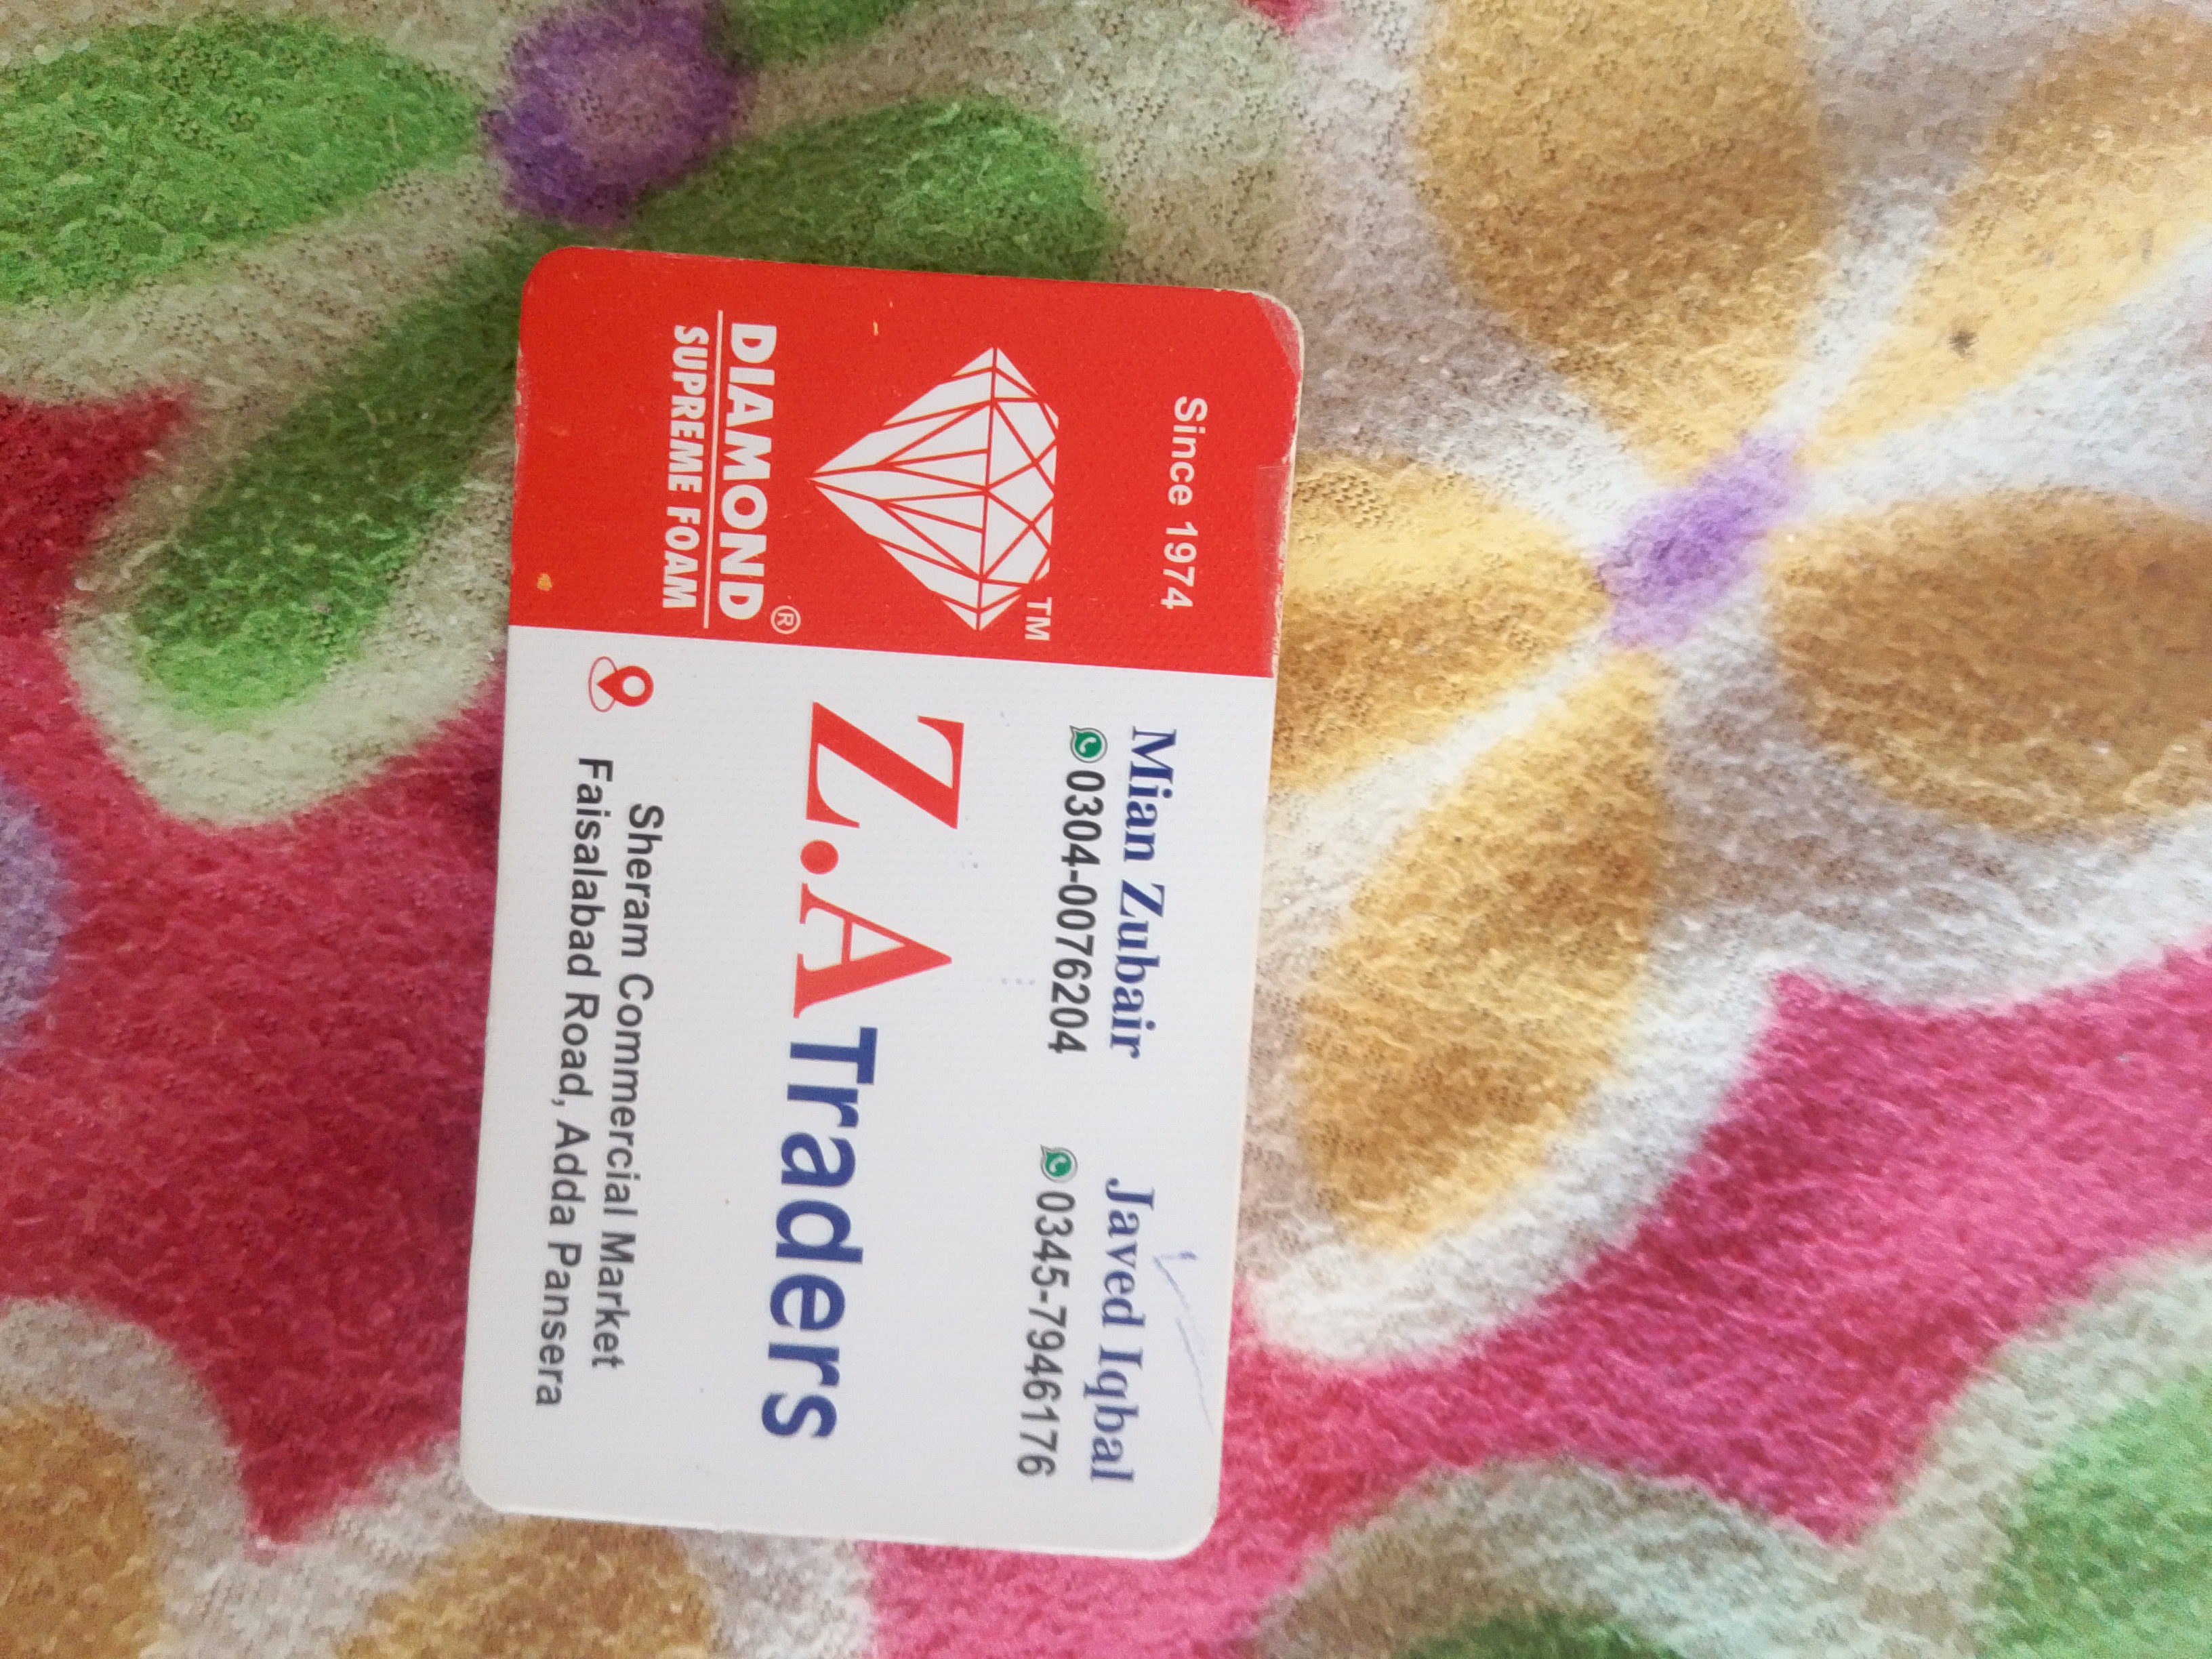 Since 1974
TM
DIAMOND ®
SUPREME FOAM
Mian Zubair
0304-0076204
Javed Iqbal
0345-7946176
Z.A Traders
Sheram Commercial Market
Faisalabad Road, Adda Pansera